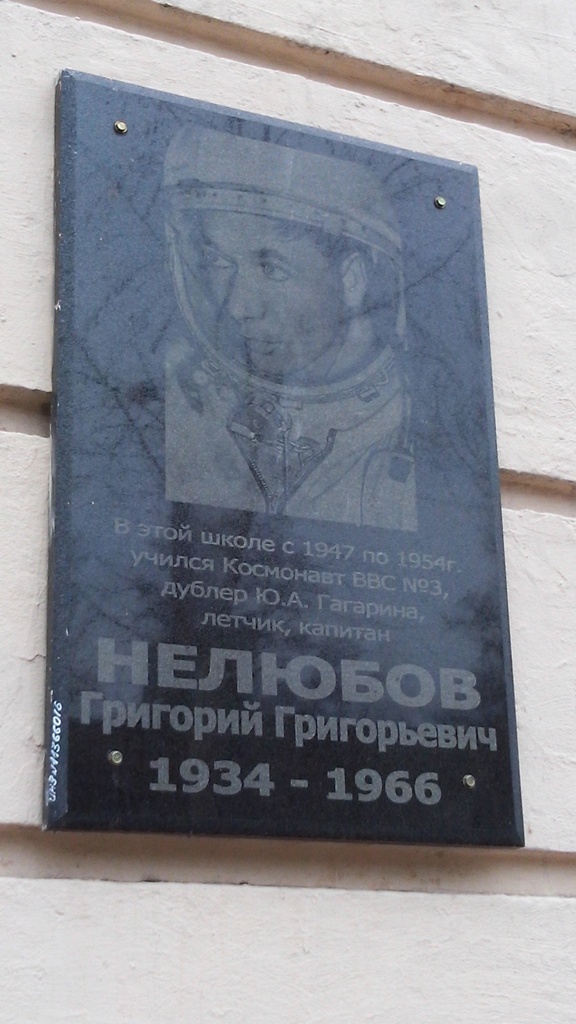 В этой школе с 1947 по 1954г.
учился Космонавт ВВС №3,
дублер Ю.А. Гагарина,
летчик, капитан
НЕЛЮБОВ
Григорий Григорьевич
1934 - 1966